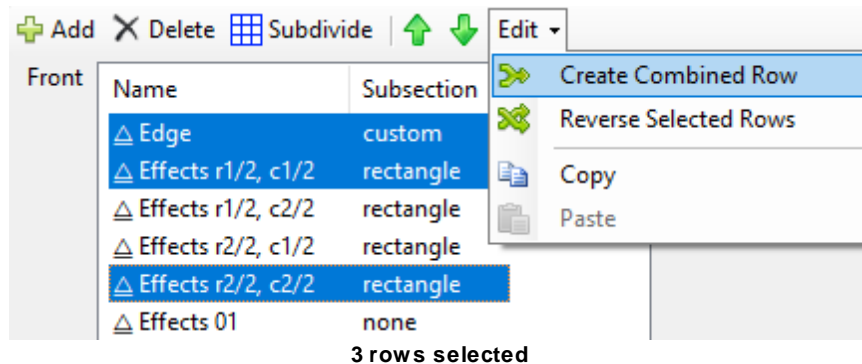 Add Delete Subdivide Edit
Front Name Subsection Create Combined Row
Edge custom Reverse Selected Rows
Effects r1/2, c1/2 rectangle Copy
Effects r1/2, c2/2 rectangle Paste
Effects r2/2, c1/2 rectangle
Effects r2/2, c2/2 rectangle
Effects 01 none
3 rows selected